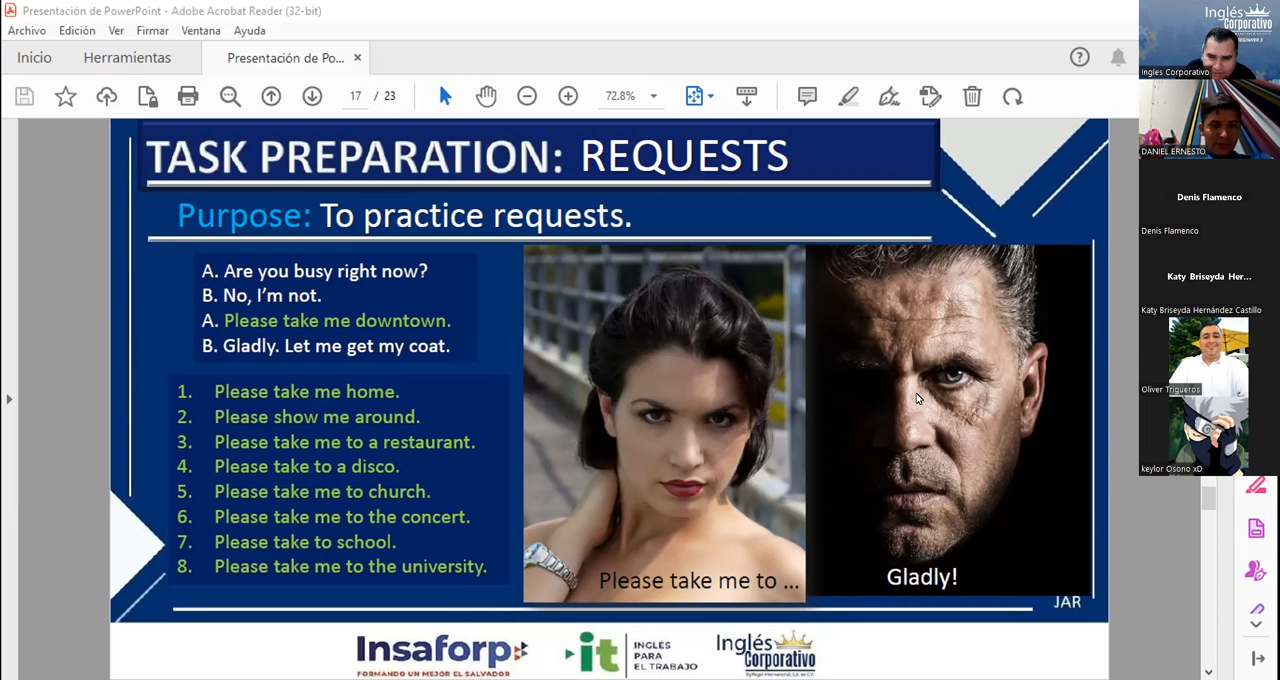 Presentación de PowerPoint - Adobe Acrobat Reader (32-bit)
Archivo Edición Ver Firmar Ventana Ayuda
Inicio Herramientas Presentación de Po... ×
17 / 23 72.8%
TASK PREPARATION: REQUESTS
Purpose: To practice requests.
A. Are you busy right now?
B. No, I'm not.
A. Please take me downtown.
B. Gladly. Let me get my coat.
1. Please take me home.
2. Please show me around.
3. Please take me to a restaurant.
4. Please take to a disco.
5. Please take me to church.
6. Please take me to the concert.
7. Please take to school.
8. Please take me to the university.
Please take me to ...
Gladly!
JAR
Insaforp
FORMANDO UN MEJOR EL SALVADOR
it
INGLÉS
PARA
EL TRABAJO
Inglés
Corporativo
Inglés
Corporativo
Ingles Corporativo
DANIEL ERNESTO
Denis Flamenco
Denis Flamenco
Katy Briseyda Her...
Katy Briseyda Hernández Castillo
Oliver Trigueros
keylor Osono xD